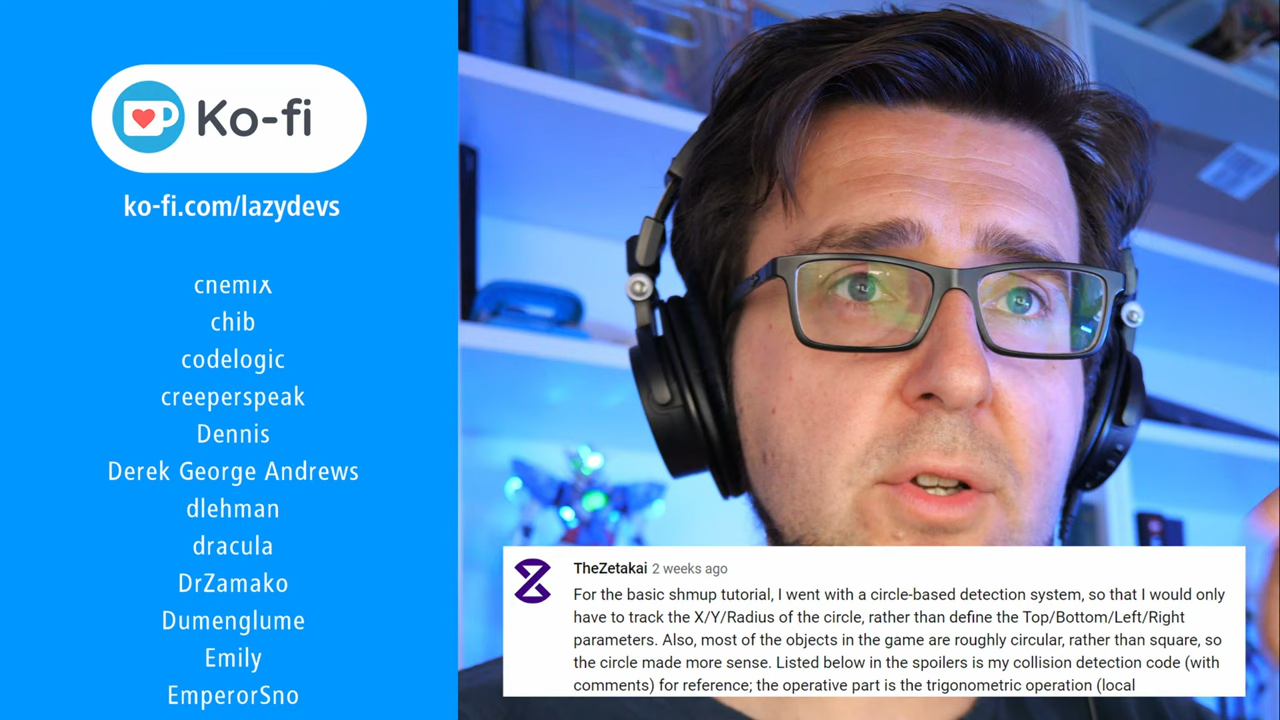 Ko-fi
ko-fi.com/lazydevs
cnemix
chib
codelogic
creeperspeak
Dennis
Derek George Andrews
dlehman
dracula
DrZamako
Dumenglume
Emily
EmperorSno
TheZetakai 2 weeks ago
For the basic shmup tutorial, I went with a circle-based detection system, so that I would only
have to track the X/Y/Radius of the circle, rather than define the Top/Bottom/Left/Right
parameters. Also, most of the objects in the game are roughly circular, rather than square, so
the circle made more sense. Listed below in the spoilers is my collision detection code (with
comments) for reference; the operative part is the trigonometric operation (local